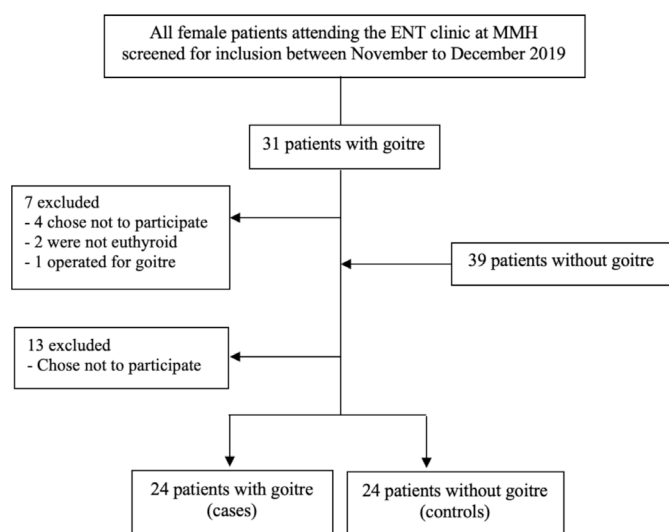 All female patients attending the ENT clinic at MMH
screened for inclusion between November to December 2019
31 patients with goitre
7 excluded
- 4 chose not to participate
- 2 were not euthyroid
- 1 operated for goitre
39 patients without goitre
13 excluded
- Chose not to participate
24 patients with goitre
(cases)
24 patients without goitre
(controls)